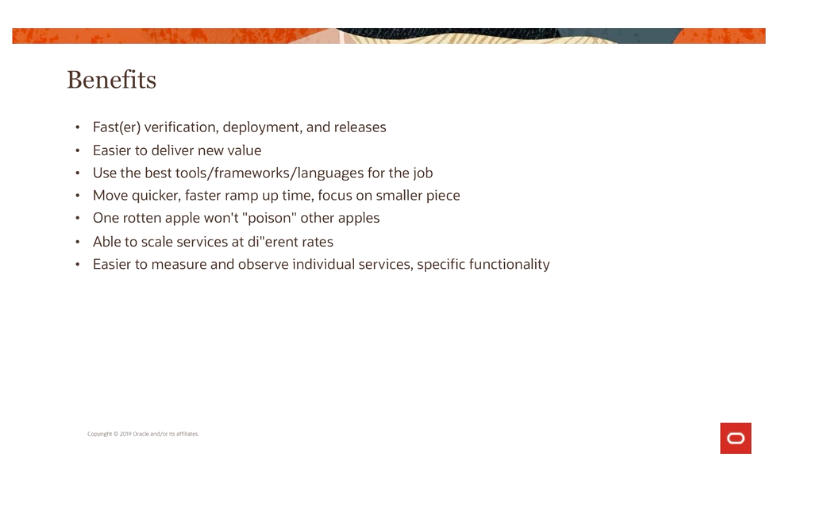 Benefits
• Fast(er) verification, deployment, and releases
• Easier to deliver new value
• Use the best tools/frameworks/languages for the job
• Move quicker, faster ramp up time, focus on smaller piece
• One rotten apple won't "poison" other apples
• Able to scale services at di"erent rates
• Easier to measure and observe individual services, specific functionality
Copyright © 2019 Oracle and/or its affiliates.